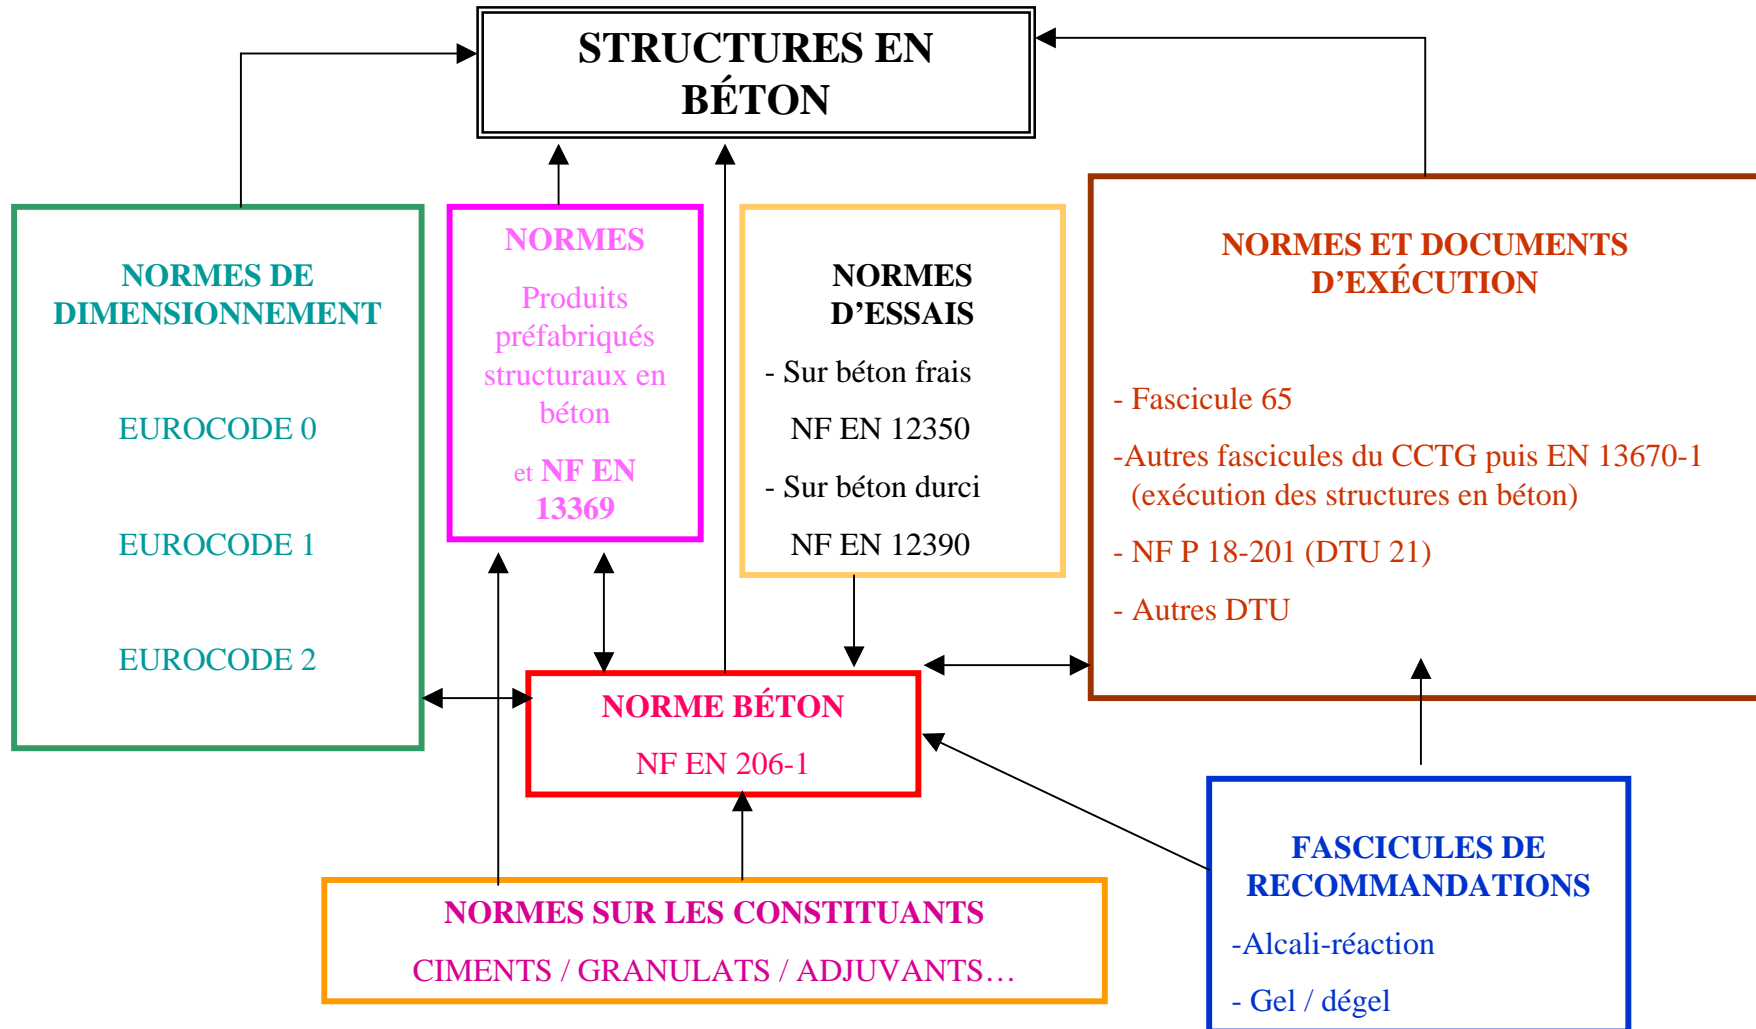 STRUCTURES EN
BÉTON
NORMES DE
DIMENSIONNEMENT
EUROCODE 0
EUROCODE 1
EUROCODE 2
NORMES
Produits
préfabriqués
structuraux en
béton
et NF EN
13369
NORMES
D’ESSAIS
- Sur béton frais
NF EN 12350
- Sur béton durci
NF EN 12390
NORMES ET DOCUMENTS
D’EXÉCUTION
- Fascicule 65
-Autres fascicules du CCTG puis EN 13670-1
(exécution des structures en béton)
- NF P 18-201 (DTU 21)
- Autres DTU
NORME BÉTON
NF EN 206-1
NORMES SUR LES CONSTITUANTS
CIMENTS / GRANULATS / ADJUVANTS…
FASCICULES DE
RECOMMANDATIONS
-Alcali-réaction
- Gel / dégel